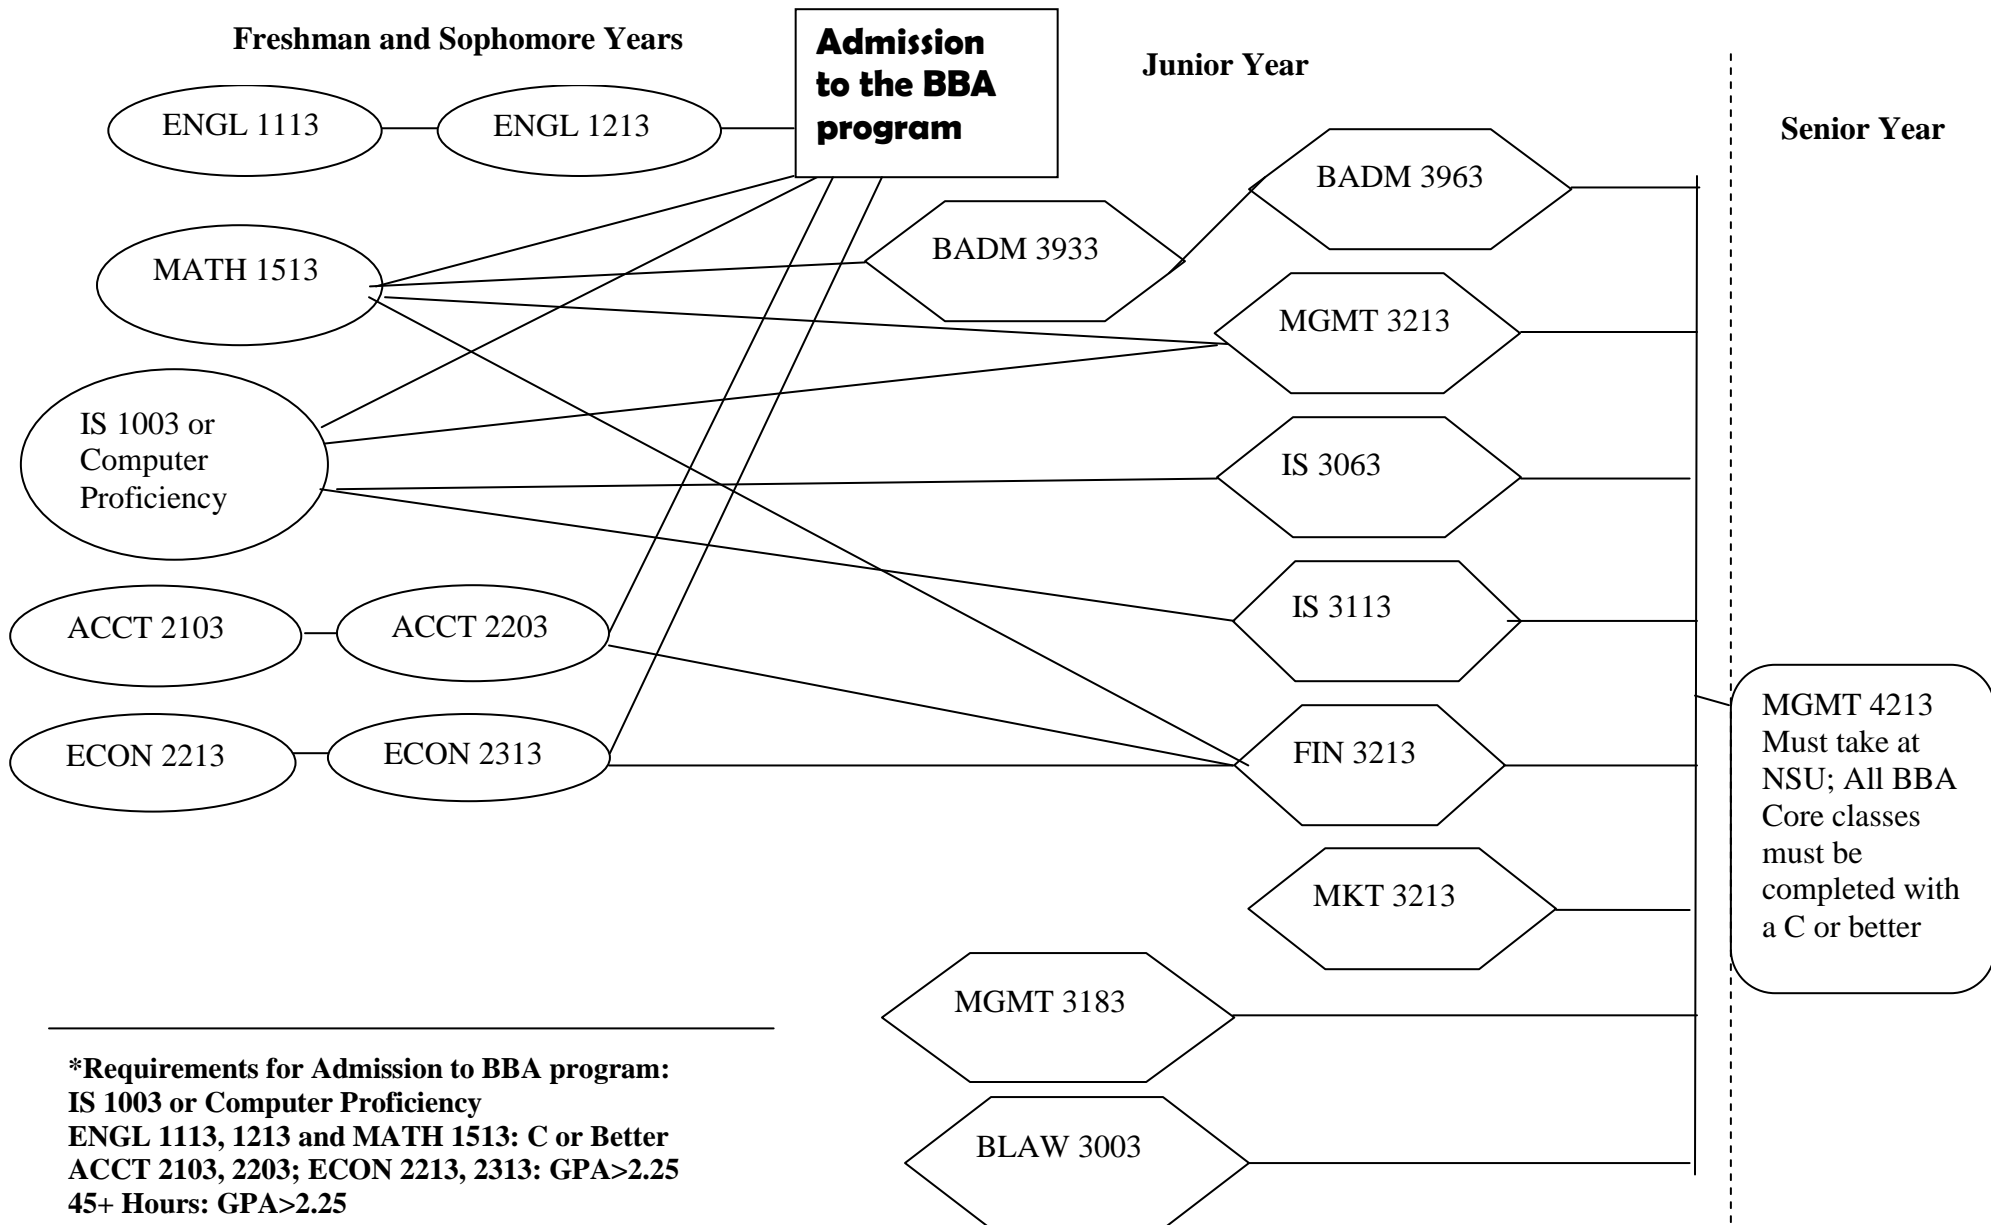 Freshman and Sophomore Years
Admission
to the BBA
program
Junior Year
Senior Year
ENGL 1113
ENGL 1213
BADM 3963
MATH 1513
BADM 3933
MGMT 3213
IS 1003 or
Computer
Proficiency
IS 3063
IS 3113
ACCT 2103
ACCT 2203
ECON 2213
ECON 2313
FIN 3213
MKT 3213
MGMT 3183
BLAW 3003
MGMT 4213
Must take at
NSU; All BBA
Core classes
must be
completed with
a C or better
*Requirements for Admission to BBA program:
IS 1003 or Computer Proficiency
ENGL 1113, 1213 and MATH 1513: C or Better
ACCT 2103, 2203; ECON 2213, 2313: GPA>2.25
45+ Hours: GPA>2.25